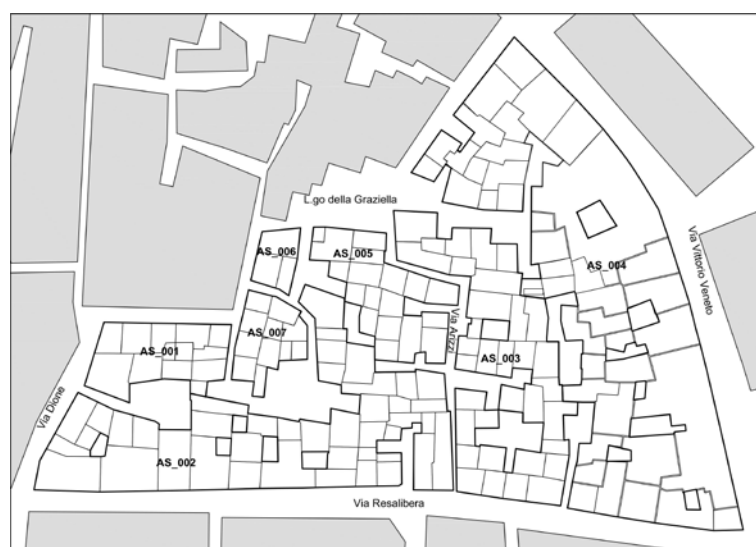 L.go della Graziella
AS_006
AS_005
AS_004
Via Vittorio Veneto
AS_007
Via Arizzi
AS_001
AS_003
Via Dione
AS_002
Via Resalibera